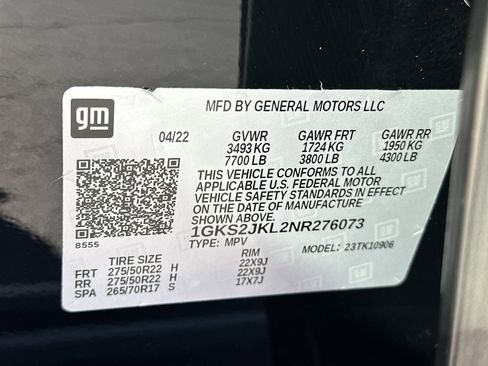 gm
MFD BY GENERAL MOTORS LLC
04/22 GVWR GAWR FRT GAWR RR
3493 KG 1724 KG 1950 KG
7700 LB 3800 LB 4300 LB
THIS VEHICLE CONFORMS TO ALL
APPLICABLE U.S. FEDERAL MOTOR
VEHICLE SAFETY STANDARDS IN EFFECT
ON THE DATE OF MANUFACTURE
SHOWN ABOVE.
1GKS2JKL2NR276073
8555 TYPE: MPV MODEL: 23TK10906
TIRE SIZE RIM
FRT 275/50R22 H 22X9J
RR 275/50R22 H 22X9J
SPA 265/70R17 S 17X7J